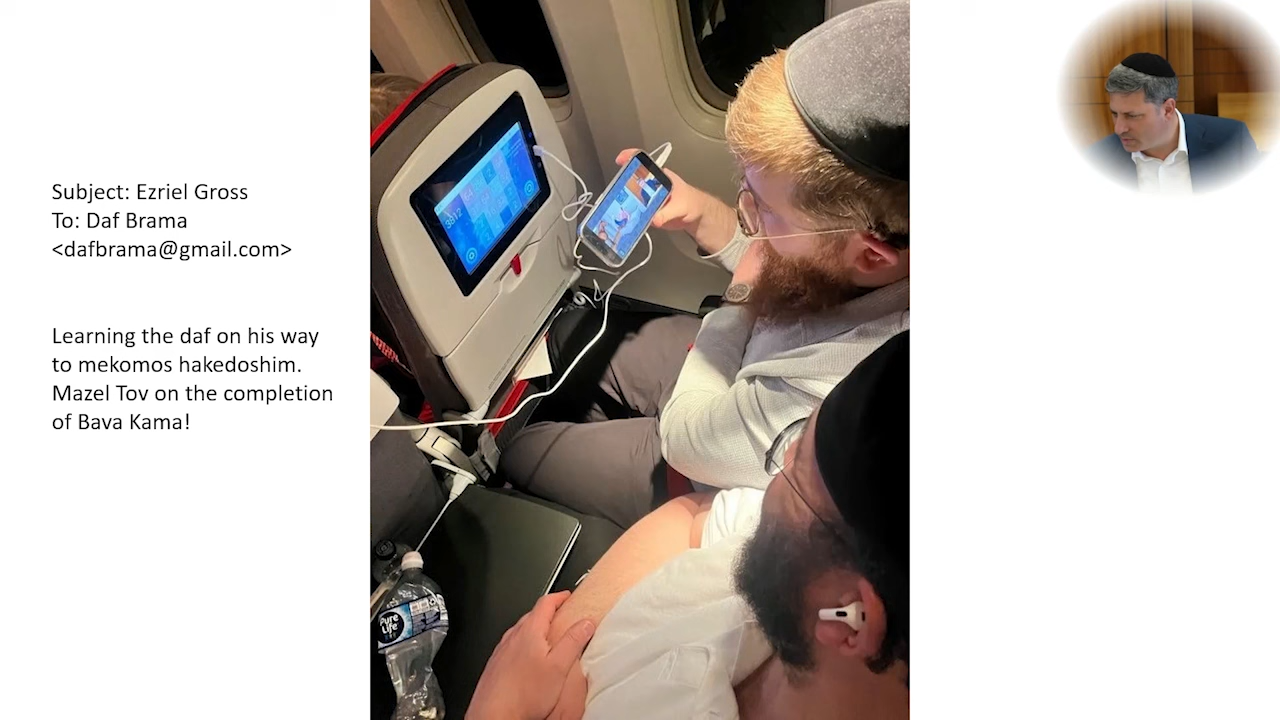 Subject: Ezriel Gross
To: Daf Brama
<dafbrama@gmail.com>
Learning the daf on his way
to mekomos hakedoshim.
Mazel Tov on the completion
of Bava Kama!
Pure
Life